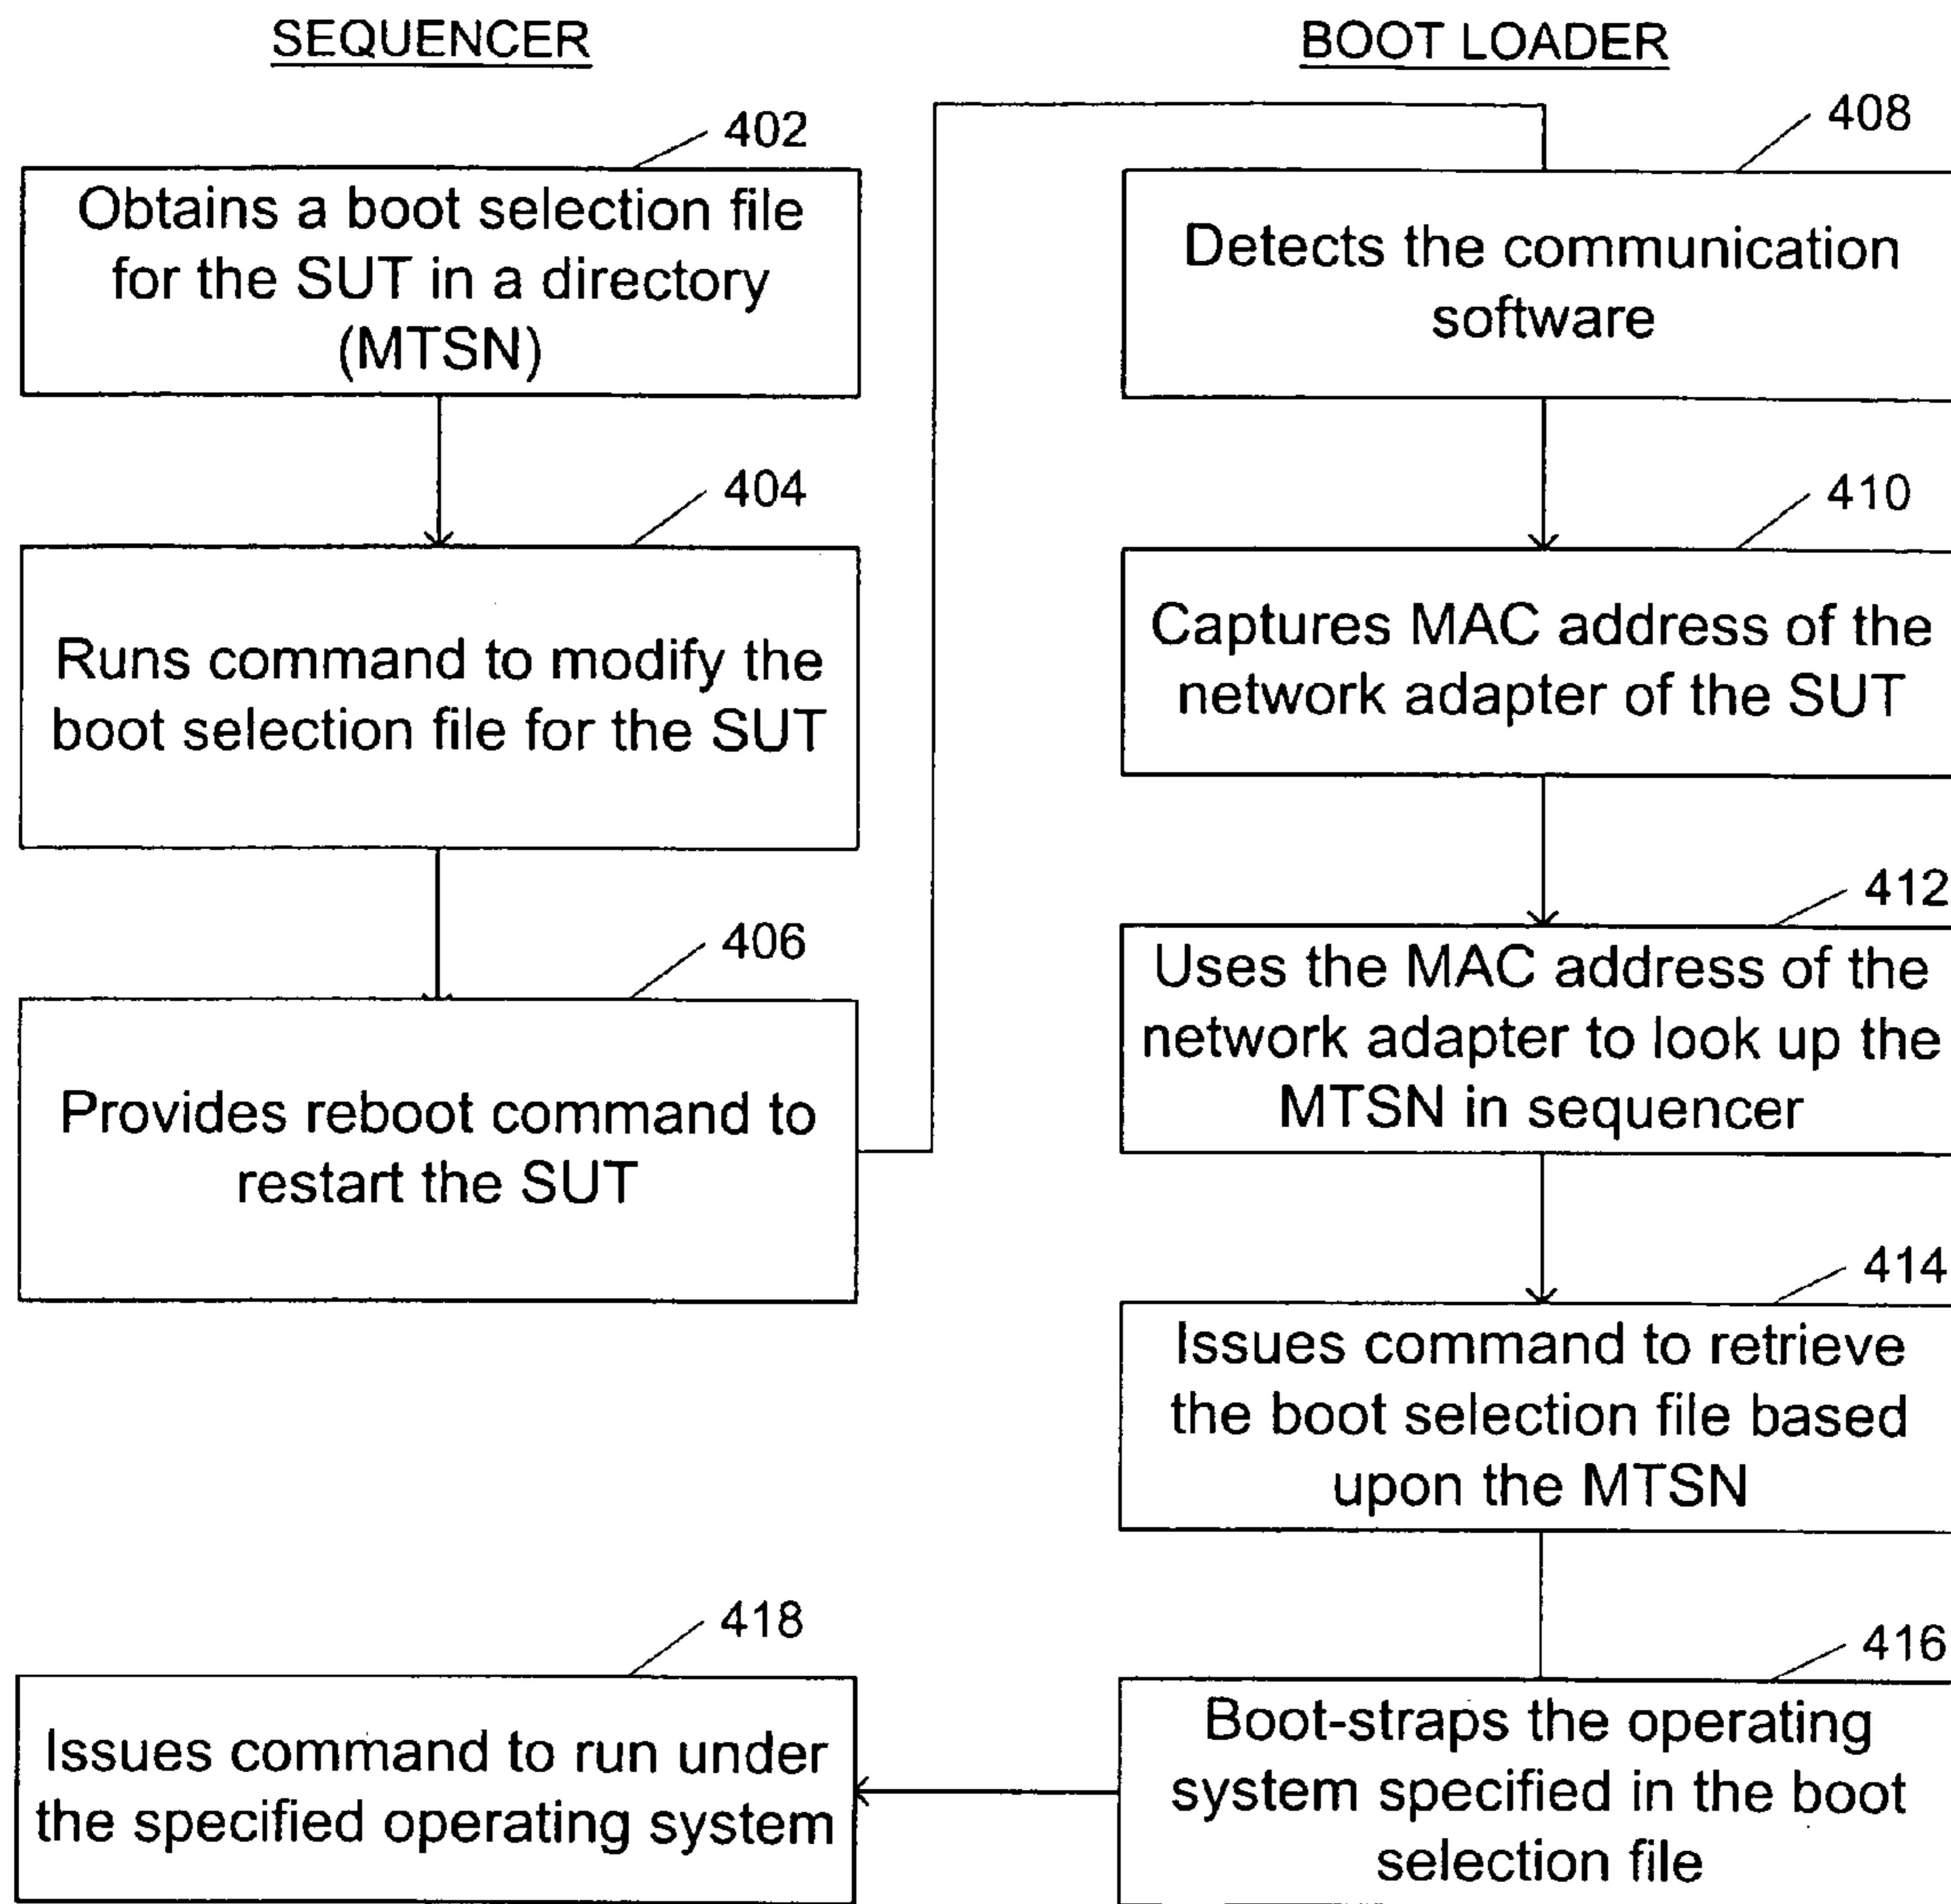 SEQUENCER
402
Obtains a boot selection file
for the SUT in a directory
(MTSN)
404
Runs command to modify the
boot selection file for the SUT
406
Provides reboot command to
restart the SUT
BOOT LOADER
408
Detects the communication
software
410
Captures MAC address of the
network adapter of the SUT
412
Uses the MAC address of the
network adapter to look up the
MTSN in sequencer
414
Issues command to retrieve
the boot selection file based
upon the MTSN
416
Boot-straps the operating
system specified in the boot
selection file
418
Issues command to run under
the specified operating system